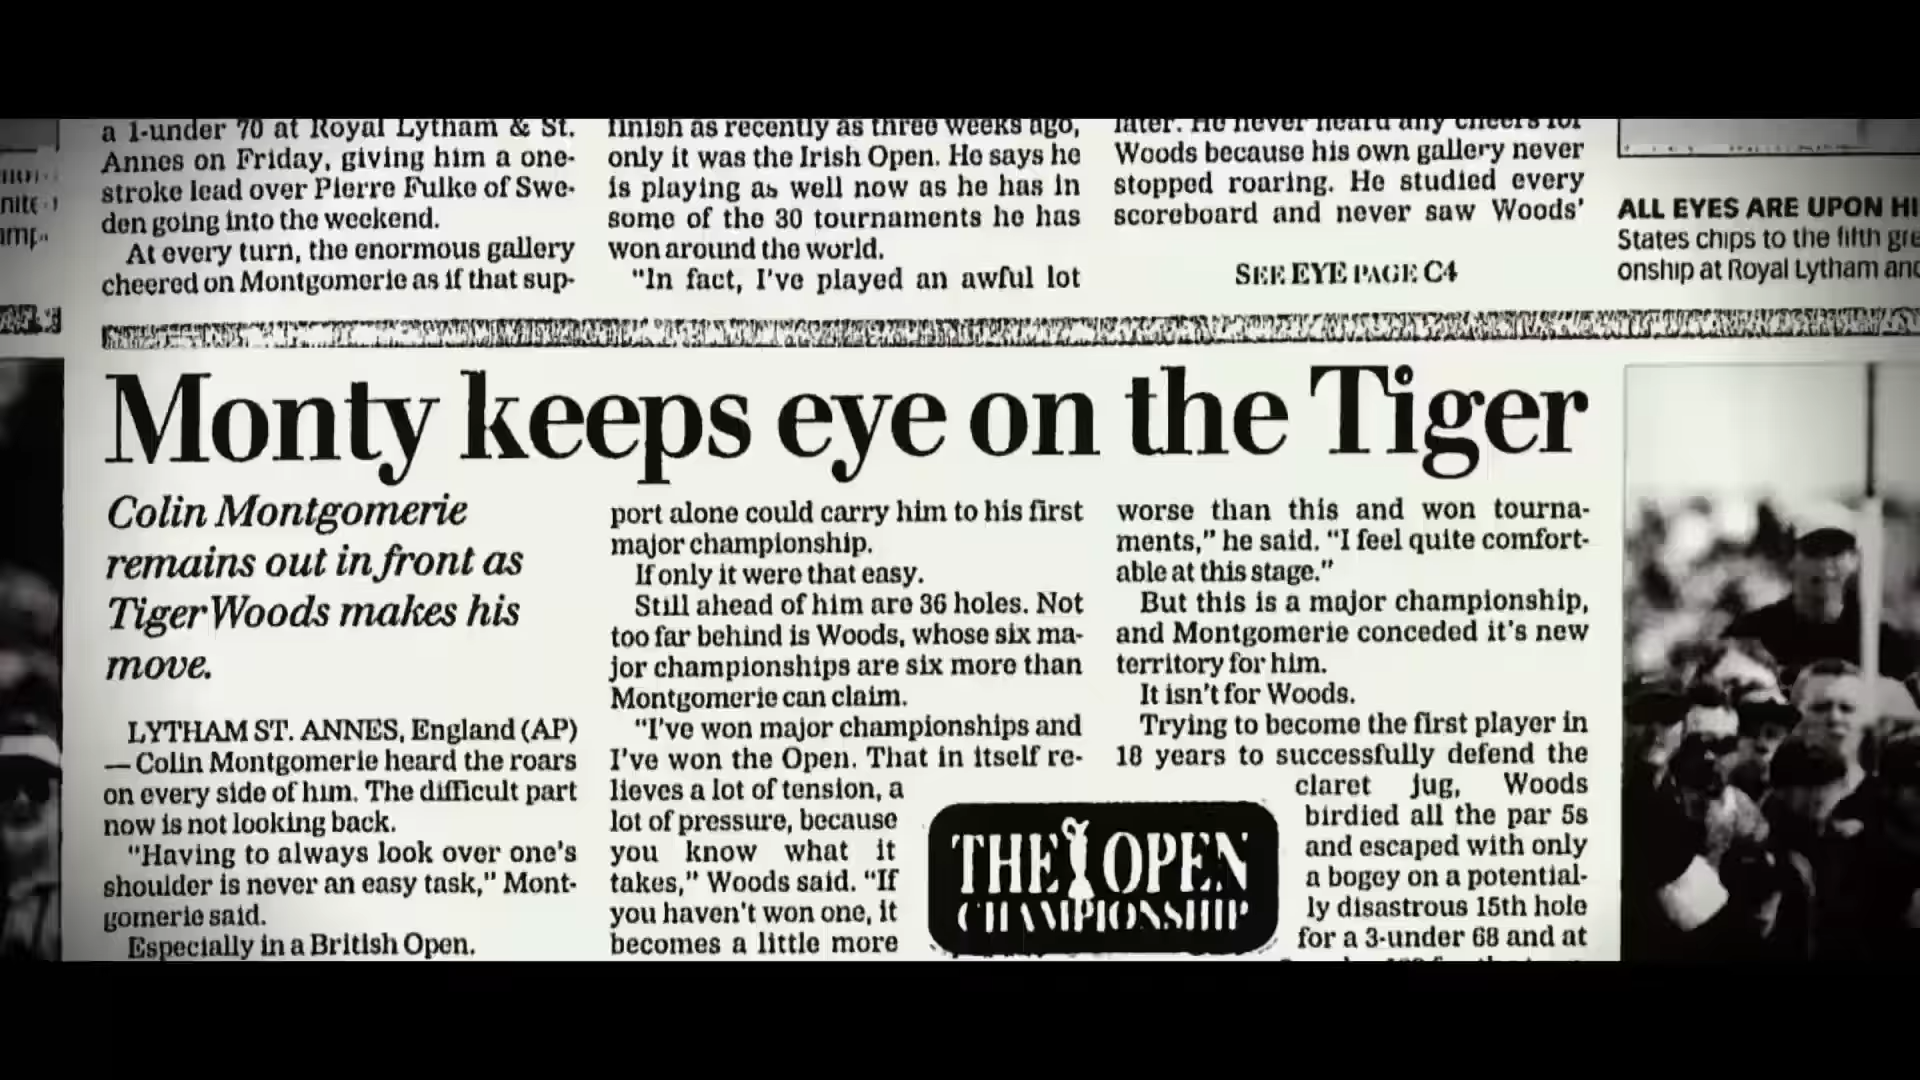 a 1-under 70 at Royal Lytham & St.
Annes on Friday, giving him a one-
stroke lead over Pierre Fulke of Swe-
den going into the weekend.
At every turn, the enormous gallery
cheered on Montgomerie as if that sup-
finish as recently as three weeks ago,
only it was the Irish Open. He says he
is playing as well now as he has in
some of the 30 tournaments he has
won around the world.
"In fact, I've played an awful lot
later. He never heard any cheers for
Woods because his own gallery never
stopped roaring. He studied every
scoreboard and never saw Woods'
SEE EYE PAGE C4
ALL EYES ARE UPON HI
States chips to the fifth gre
onship at Royal Lytham and
Monty keeps eye on the Tiger
Colin Montgomerie
remains out in front as
Tiger Woods makes his
move.
LYTHAM ST. ANNES, England (AP)
— Colin Montgomerie heard the roars
on every side of him. The difficult part
now is not looking back.
"Having to always look over one's
shoulder is never an easy task," Mont-
gomerie said.
Especially in a British Open.
port alone could carry him to his first
major championship.
If only it were that easy.
Still ahead of him are 36 holes. Not
too far behind is Woods, whose six ma-
jor championships are six more than
Montgomerie can claim.
"I've won major championships and
I've won the Open. That in itself re-
lieves a lot of tension, a
lot of pressure, because
you know what it
takes," Woods said. "If
you haven't won one, it
becomes a little more
worse than this and won tourna-
ments," he said. "I feel quite comfort-
able at this stage."
But this is a major championship,
and Montgomerie conceded it's new
territory for him.
It isn't for Woods.
Trying to become the first player in
18 years to successfully defend the
claret jug, Woods
birdied all the par 5s
and escaped with only
a bogey on a potential-
ly disastrous 15th hole
for a 3-under 68 and at
THE OPEN
CHAMPIONSHIP